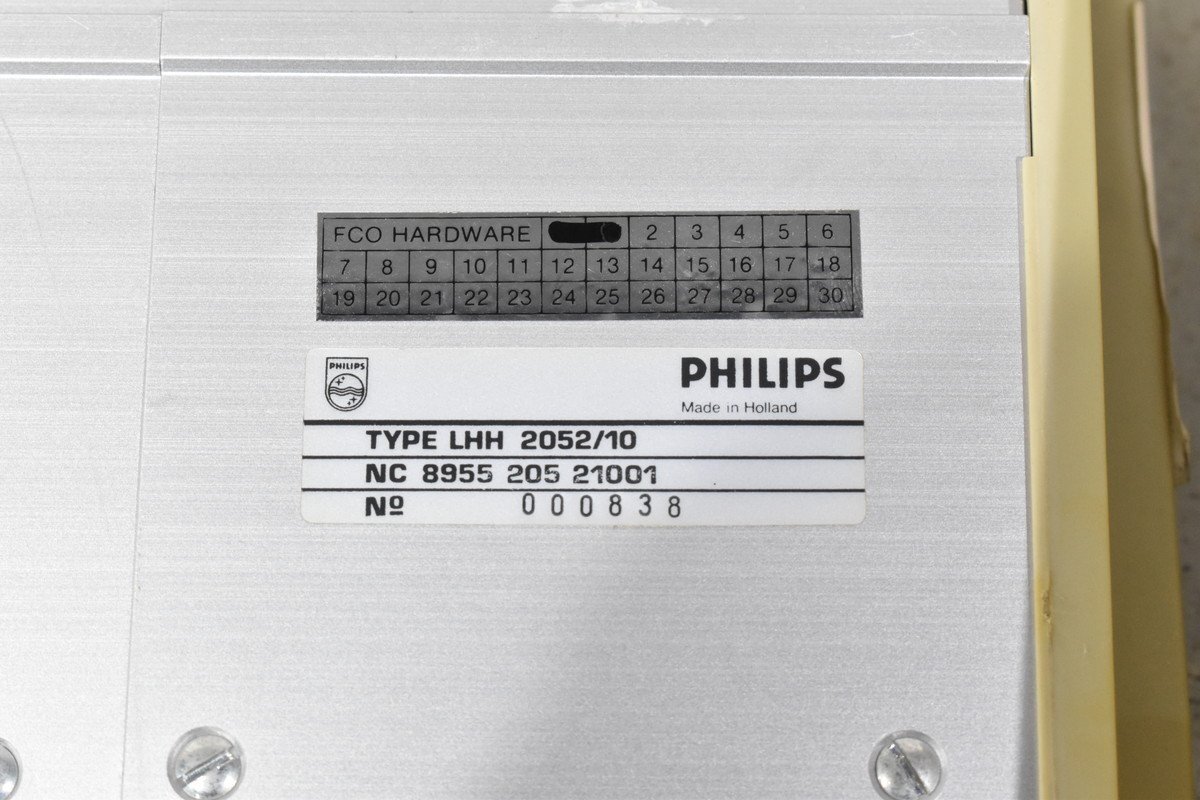 FCO HARDWARE 2 3 4 5 6
7 8 9 10 11 12 13 14 15 16 17 18
19 20 21 22 23 24 25 26 27 28 29 30
PHILIPS
PHILIPS
Made in Holland
TYPE LHH 2052/10
NC 8955 205 21001
Nº 000838